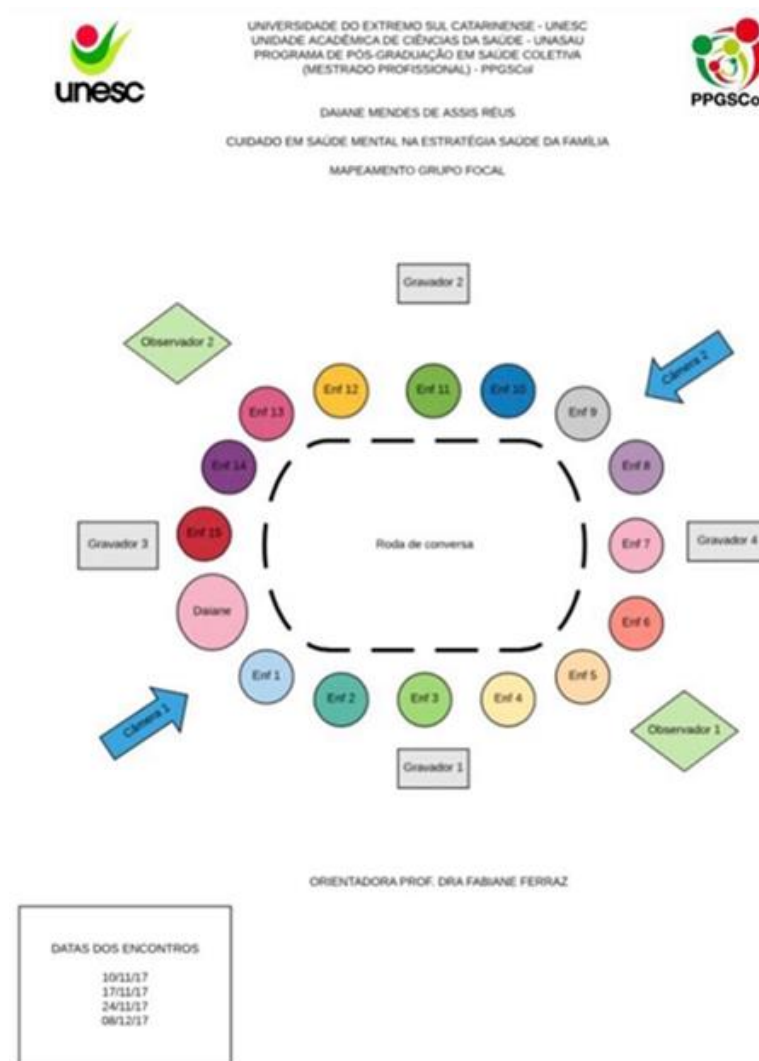 UNIVERSIDADE DO EXTREMO SUL CATARINENSE - UNESC
UNIDADE ACADÊMICA DE CIÊNCIAS DA SAÚDE - UNASAU
PROGRAMA DE PÓS-GRADUAÇÃO EM SAÚDE COLETIVA
(MESTRADO PROFISSIONAL) - PPGSCol
unesc
PPGSCo
DAIANE MENDES DE ASSIS RÉUS
CUIDADO EM SAÚDE MENTAL NA ESTRATÉGIA SAÚDE DA FAMÍLIA
MAPEAMENTO GRUPO FOCAL
Gravador 2
Observador 2
Câmera 2
Enf 12
Enf 11
Enf 10
Enf 13
Enf 9
Enf 14
Enf 8
Gravador 3
Enf 15
Roda de conversa
Enf 7
Gravador 4
Daiane
Enf 6
Enf 1
Enf 2
Enf 3
Enf 4
Enf 5
Câmera 1
Observador 1
Gravador 1
ORIENTADORA PROF. DRA FABIANE FERRAZ
DATAS DOS ENCONTROS
10/11/17
17/11/17
24/11/17
08/12/17